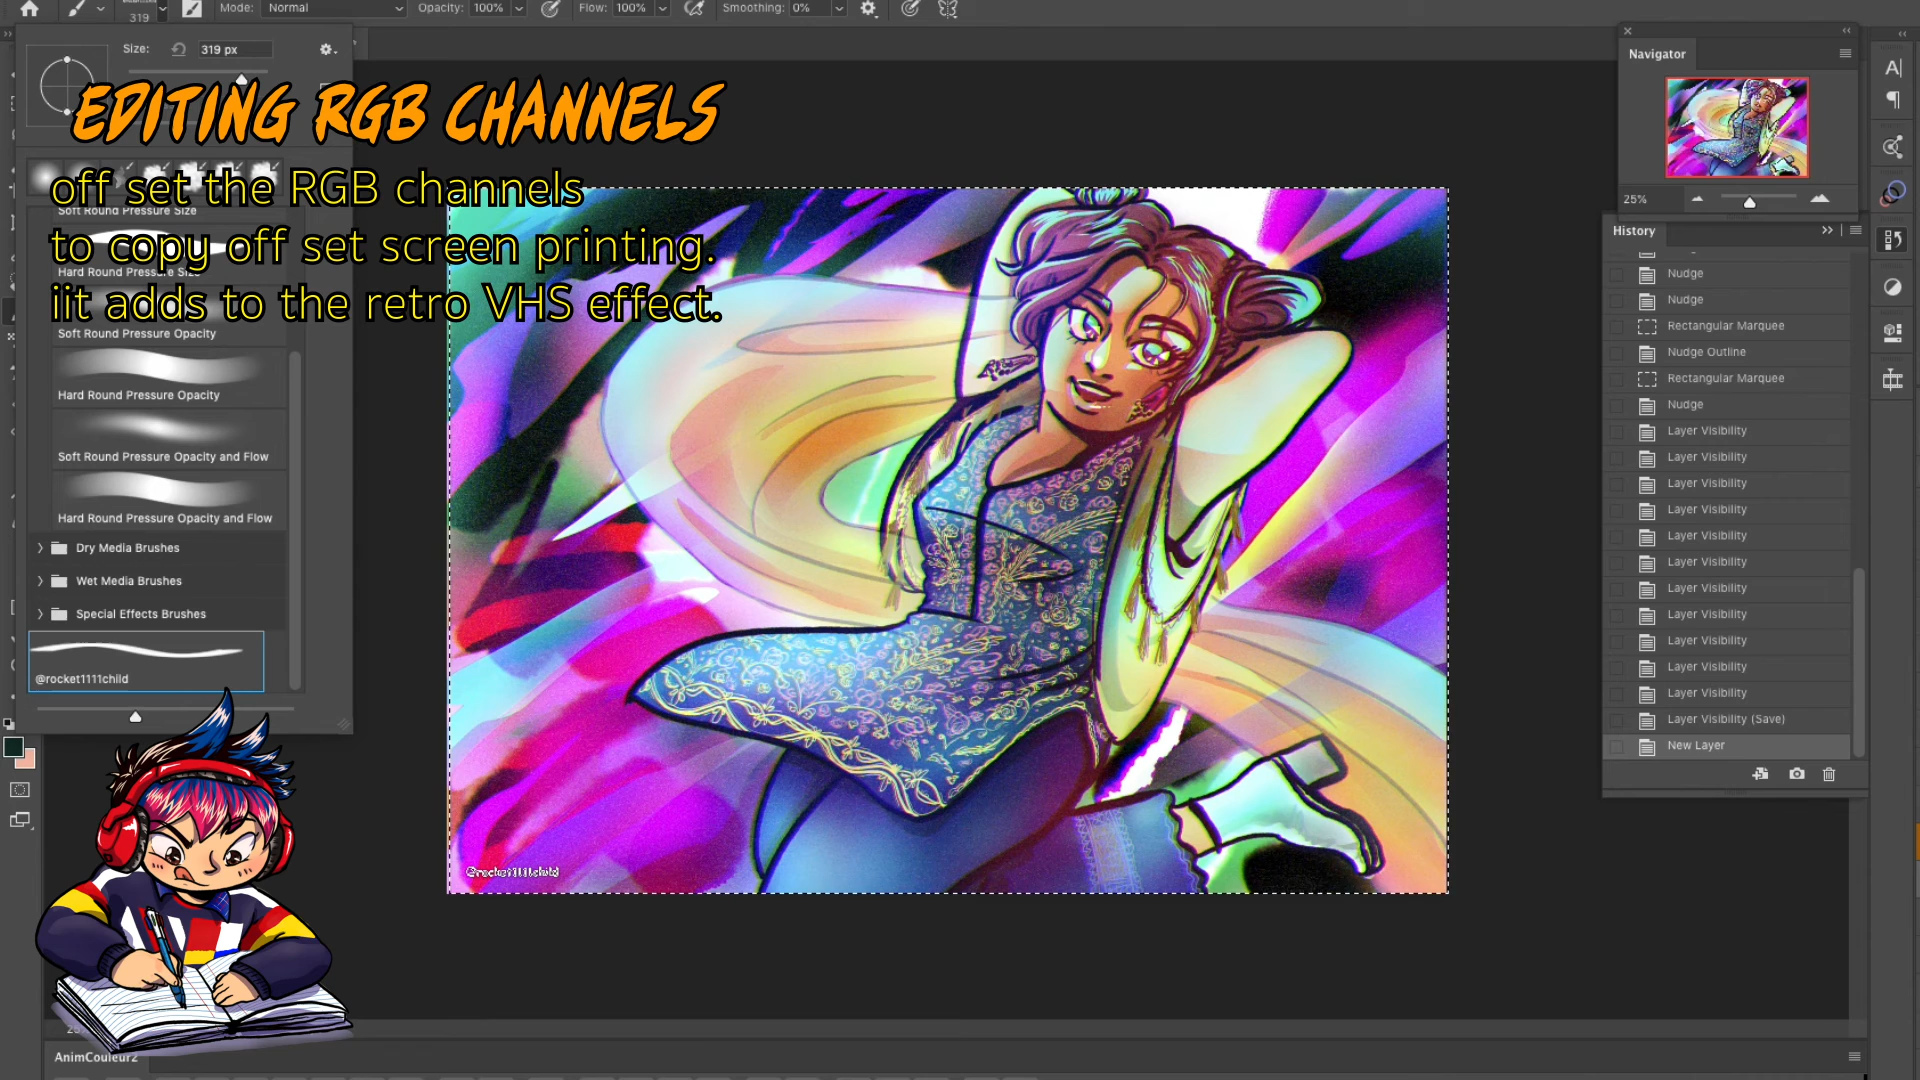 319
Mode:
Normal
Opacity:
100%
Flow:
100%
Smoothing:
0%
Size:
319 px
EDITING RGB CHANNELS
off set the RGB channels
to copy off set screen printing.
iit adds to the retro VHS effect.
Soft Round Pressure Size
Hard Round Pressure Size
Soft Round Pressure Opacity
Hard Round Pressure Opacity
Soft Round Pressure Opacity and Flow
Hard Round Pressure Opacity and Flow
Dry Media Brushes
Wet Media Brushes
Special Effects Brushes
@rocket1111child
@rocket1111child
AnimCouleur2
Navigator
25%
History
Nudge
Nudge
Rectangular Marquee
Nudge Outline
Rectangular Marquee
Nudge
Layer Visibility
Layer Visibility
Layer Visibility
Layer Visibility
Layer Visibility
Layer Visibility
Layer Visibility
Layer Visibility
Layer Visibility
Layer Visibility
Layer Visibility
Layer Visibility (Save)
New Layer